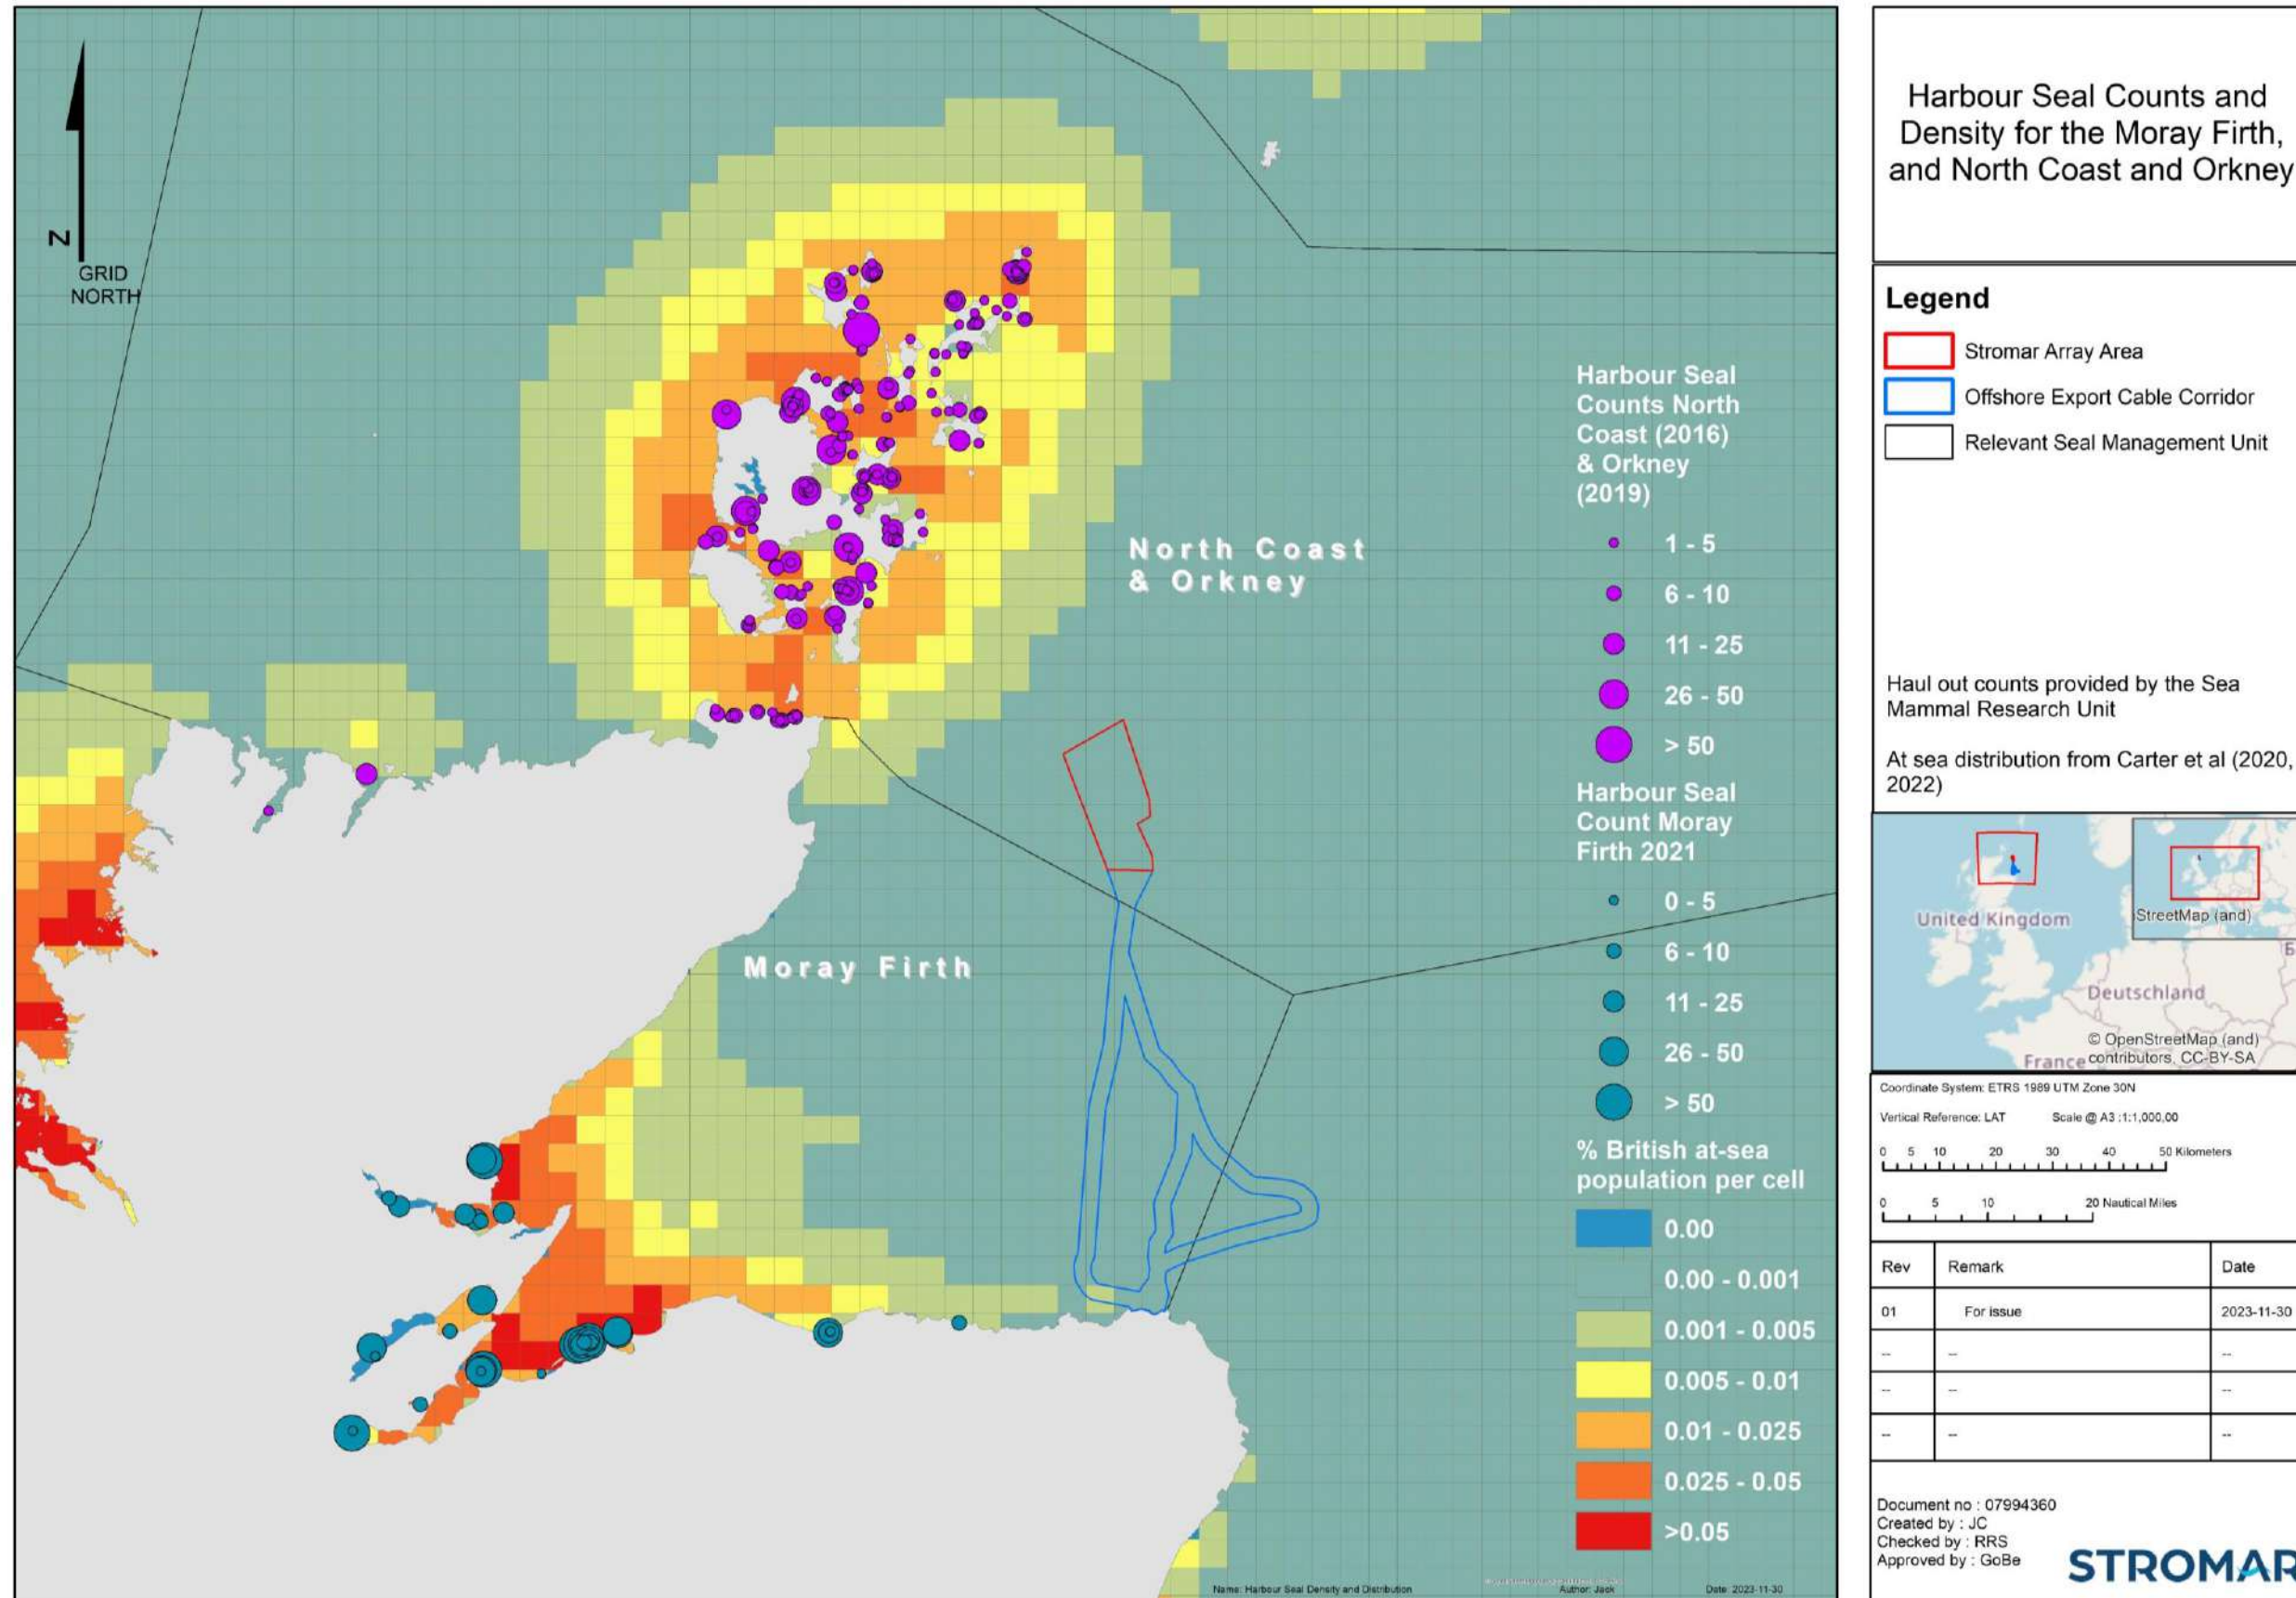 N
GRID
NORTH
North Coast
& Orkney
Moray Firth
Harbour Seal
Counts North
Coast (2016)
& Orkney
(2019)
1 - 5
6 - 10
11 - 25
26 - 50
> 50
Harbour Seal
Count Moray
Firth 2021
0 - 5
6 - 10
11 - 25
26 - 50
> 50
% British at-sea
population per cell
0.00
0.00 - 0.001
0.001 - 0.005
0.005 - 0.01
0.01 - 0.025
0.025 - 0.05
>0.05
Name: Harbour Seal Density and Distribution
Author: Jack
Date: 2023-11-30
Harbour Seal Counts and
Density for the Moray Firth,
and North Coast and Orkney
Legend
Stromar Array Area
Offshore Export Cable Corridor
Relevant Seal Management Unit
Haul out counts provided by the Sea
Mammal Research Unit
At sea distribution from Carter et al (2020,
2022)
United Kingdom
StreetMap (and)
Deutschland
© OpenStreetMap (and)
France contributors, CC-BY-SA
Coordinate System: ETRS 1989 UTM Zone 30N
Vertical Reference: LAT Scale @ A3 :1:1,000,00
0 5 10 20 30 40 50 Kilometers
0 5 10 20 Nautical Miles
Rev Remark Date
01 For issue 2023-11-30
-- -- --
-- -- --
-- -- --
Document no : 07994360
Created by : JC
Checked by : RRS
Approved by : GoBe
STROMAR